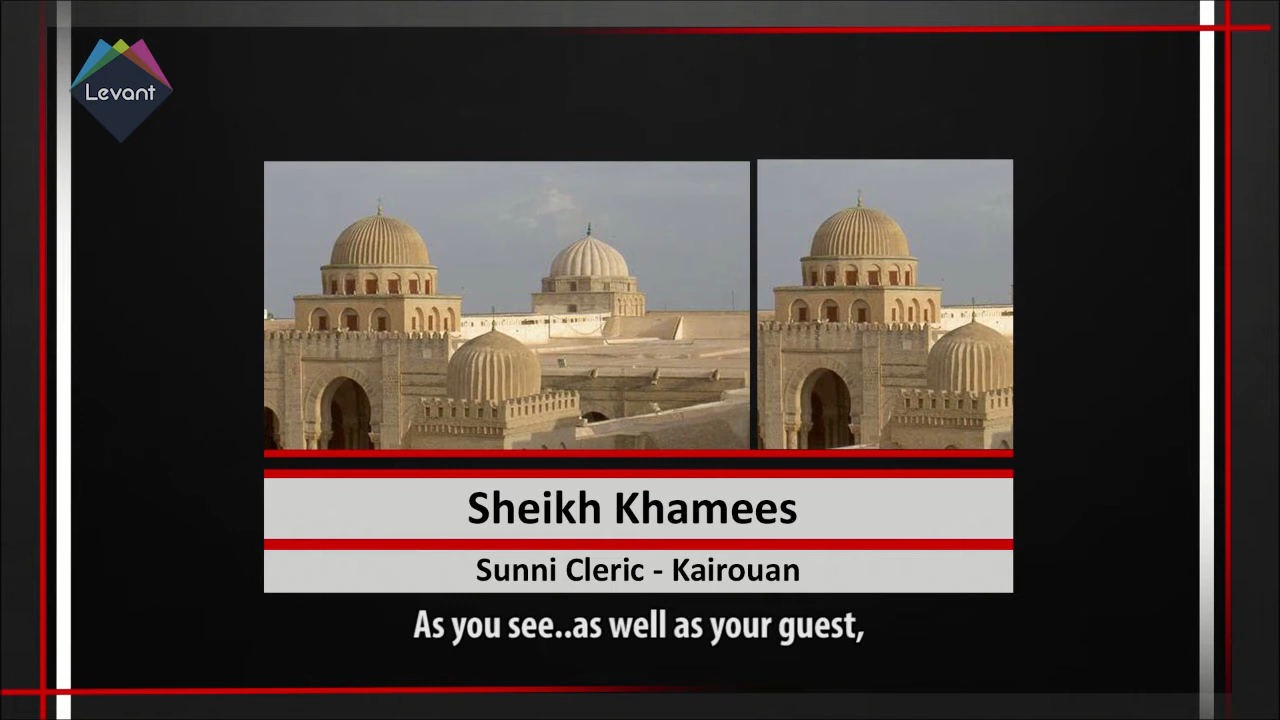 Levant
Sheikh Khamees
Sunni Cleric - Kairouan
As you see..as well as your guest,